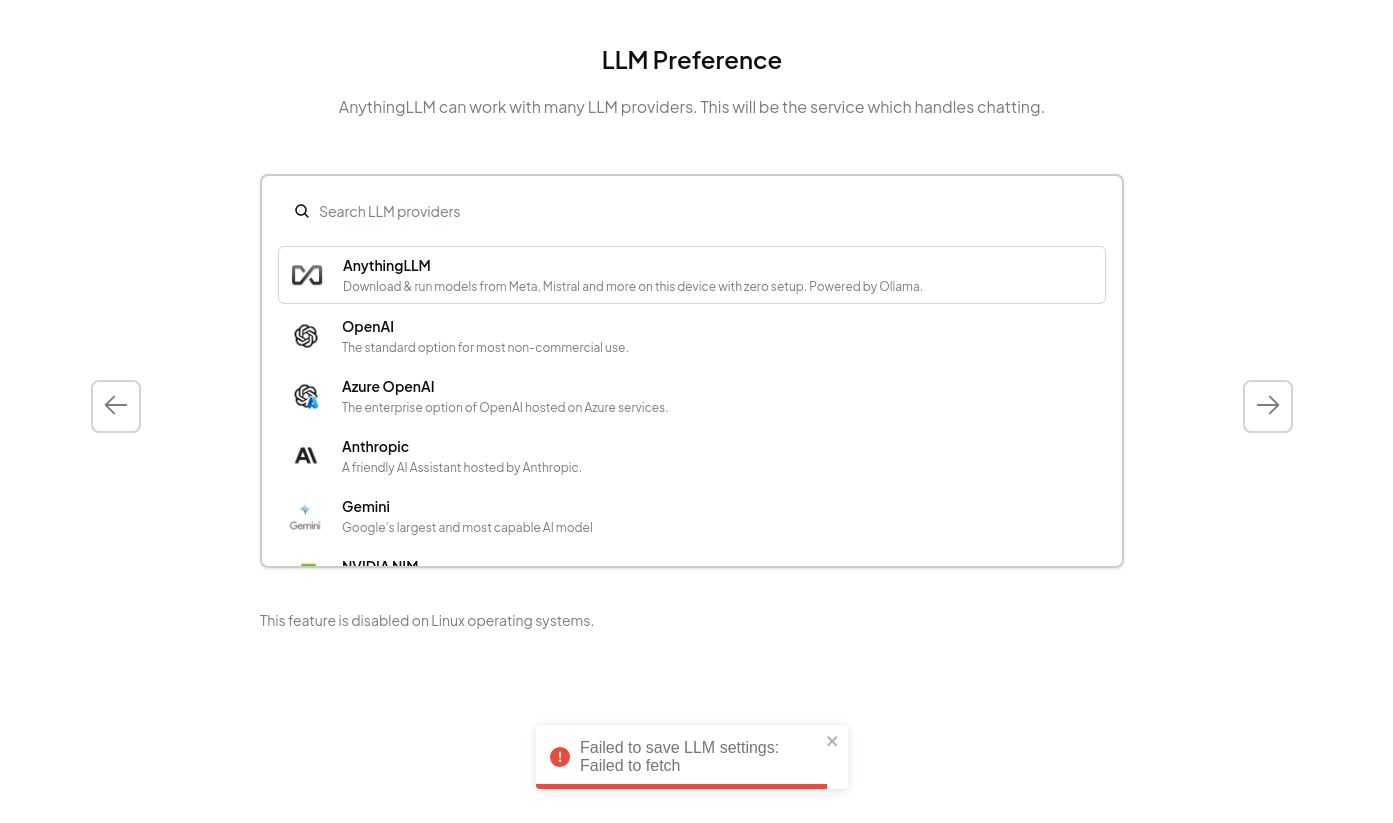 LLM Preference
AnythingLLM can work with many LLM providers. This will be the service which handles chatting.
Search LLM providers
AnythingLLM
Download & run models from Meta, Mistral and more on this device with zero setup. Powered by Ollama.
OpenAI
The standard option for most non-commercial use.
Azure OpenAI
The enterprise option of OpenAI hosted on Azure services.
Anthropic
A friendly AI Assistant hosted by Anthropic.
Gemini
Gemini
Google's largest and most capable AI model
NVIDIA NIM
This feature is disabled on Linux operating systems.
Failed to save LLM settings:
Failed to fetch